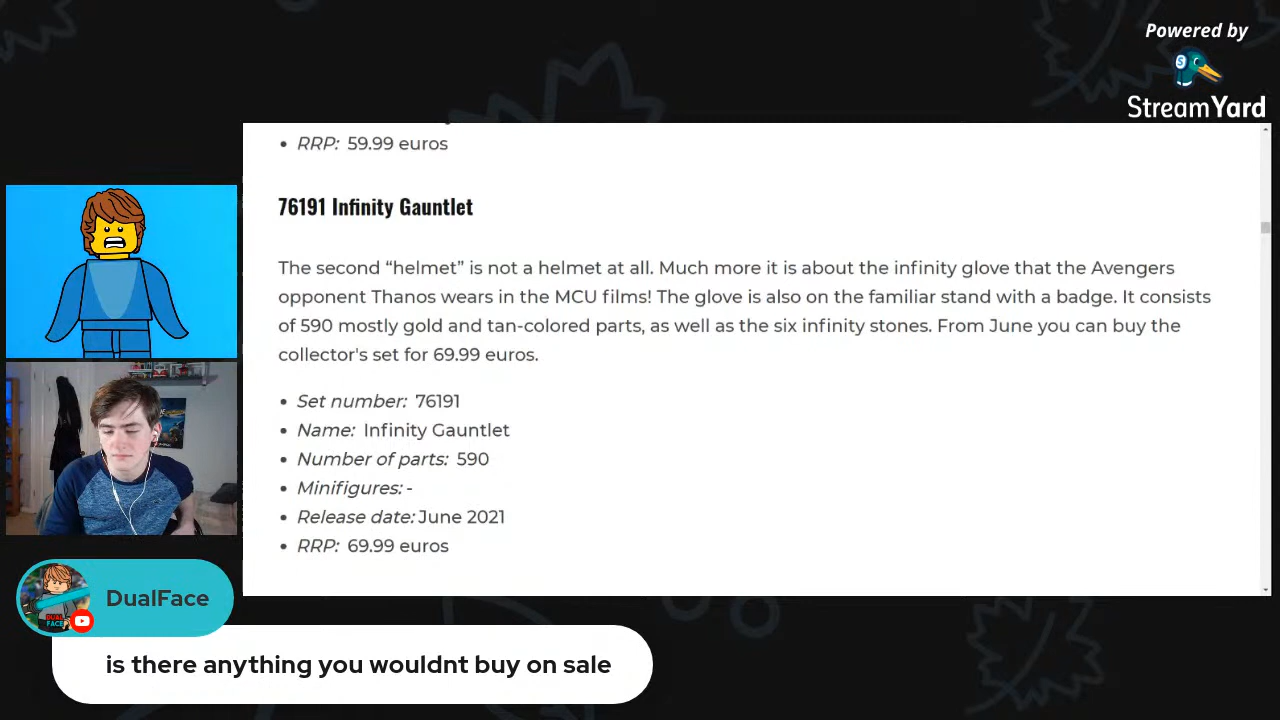 Powered by
StreamYard
• RRP: 59.99 euros
76191 Infinity Gauntlet
The second “helmet” is not a helmet at all. Much more it is about the infinity glove that the Avengers
opponent Thanos wears in the MCU films! The glove is also on the familiar stand with a badge. It consists
of 590 mostly gold and tan-colored parts, as well as the six infinity stones. From June you can buy the
collector's set for 69.99 euros.
• Set number: 76191
• Name: Infinity Gauntlet
• Number of parts: 590
• Minifigures: -
• Release date: June 2021
• RRP: 69.99 euros
DUAL
FACE
DualFace
is there anything you wouldnt buy on sale